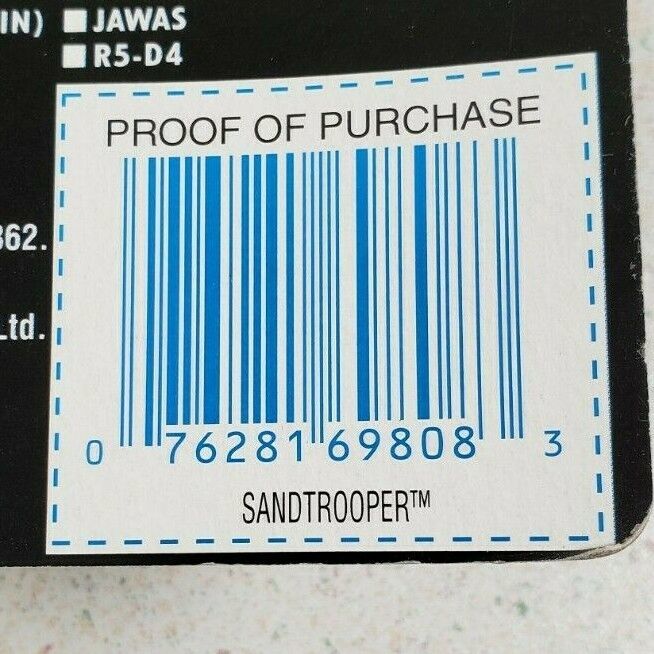 IN) ■ JAWAS
■ R5-D4
PROOF OF PURCHASE
362.
Ltd.
0 76281 69808 3
SANDTROOPER™